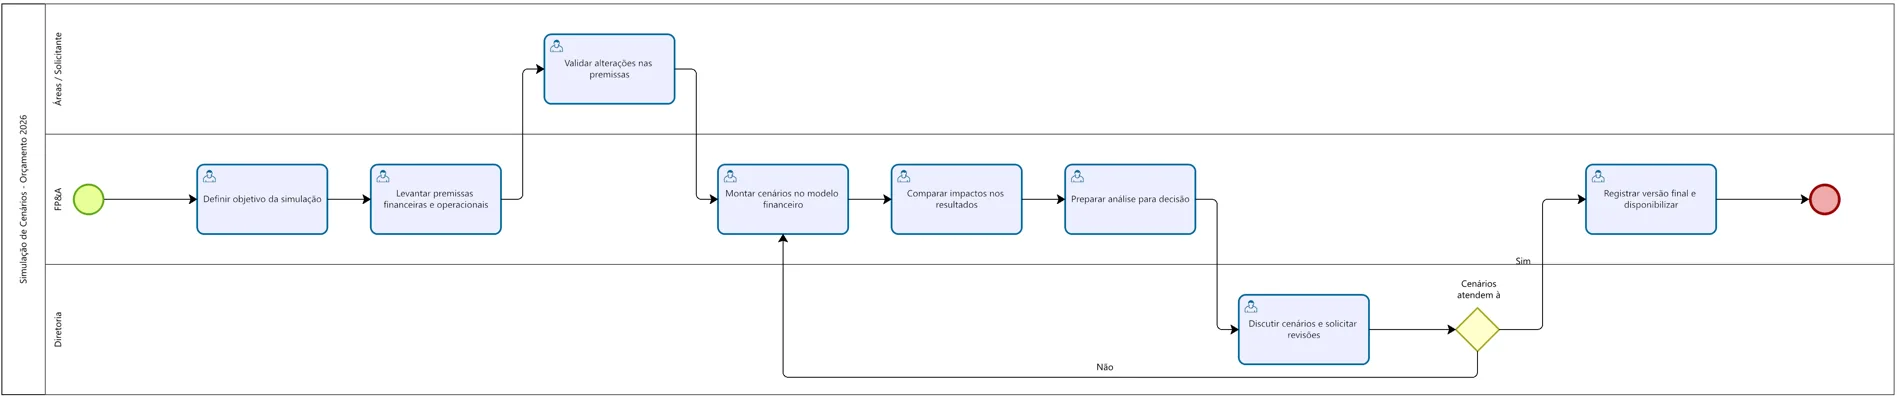 Simulação de Cenários - Orçamento 2026
Áreas / Solicitante
Validar alterações nas
premissas
FP&A
Definir objetivo da simulação
Levantar premissas
financeiras e operacionais
Montar cenários no modelo
financeiro
Comparar impactos nos
resultados
Preparar análise para decisão
Registrar versão final e
disponibilizar
Diretoria
Discutir cenários e solicitar
revisões
Cenários
atendem à
Sim
Não